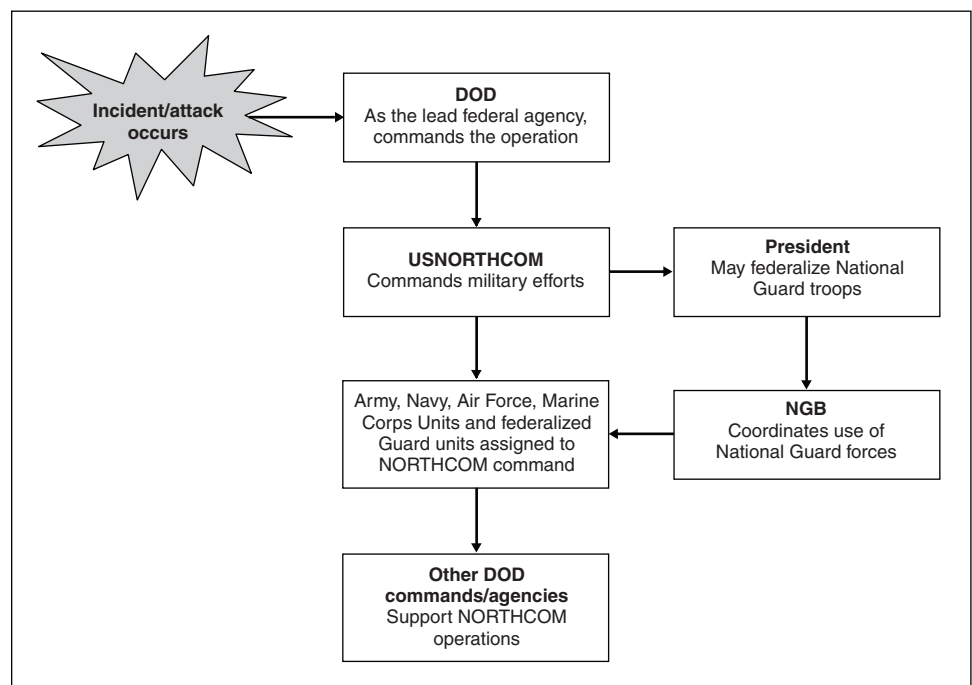 Incident/attack
occurs
DOD
As the lead federal agency,
commands the operation
USNORTHCOM
Commands military efforts
President
May federalize National
Guard troops
Army, Navy, Air Force, Marine
Corps Units and federalized
Guard units assigned to
NORTHCOM command
NGB
Coordinates use of
National Guard forces
Other DOD
commands/agencies
Support NORTHCOM
operations